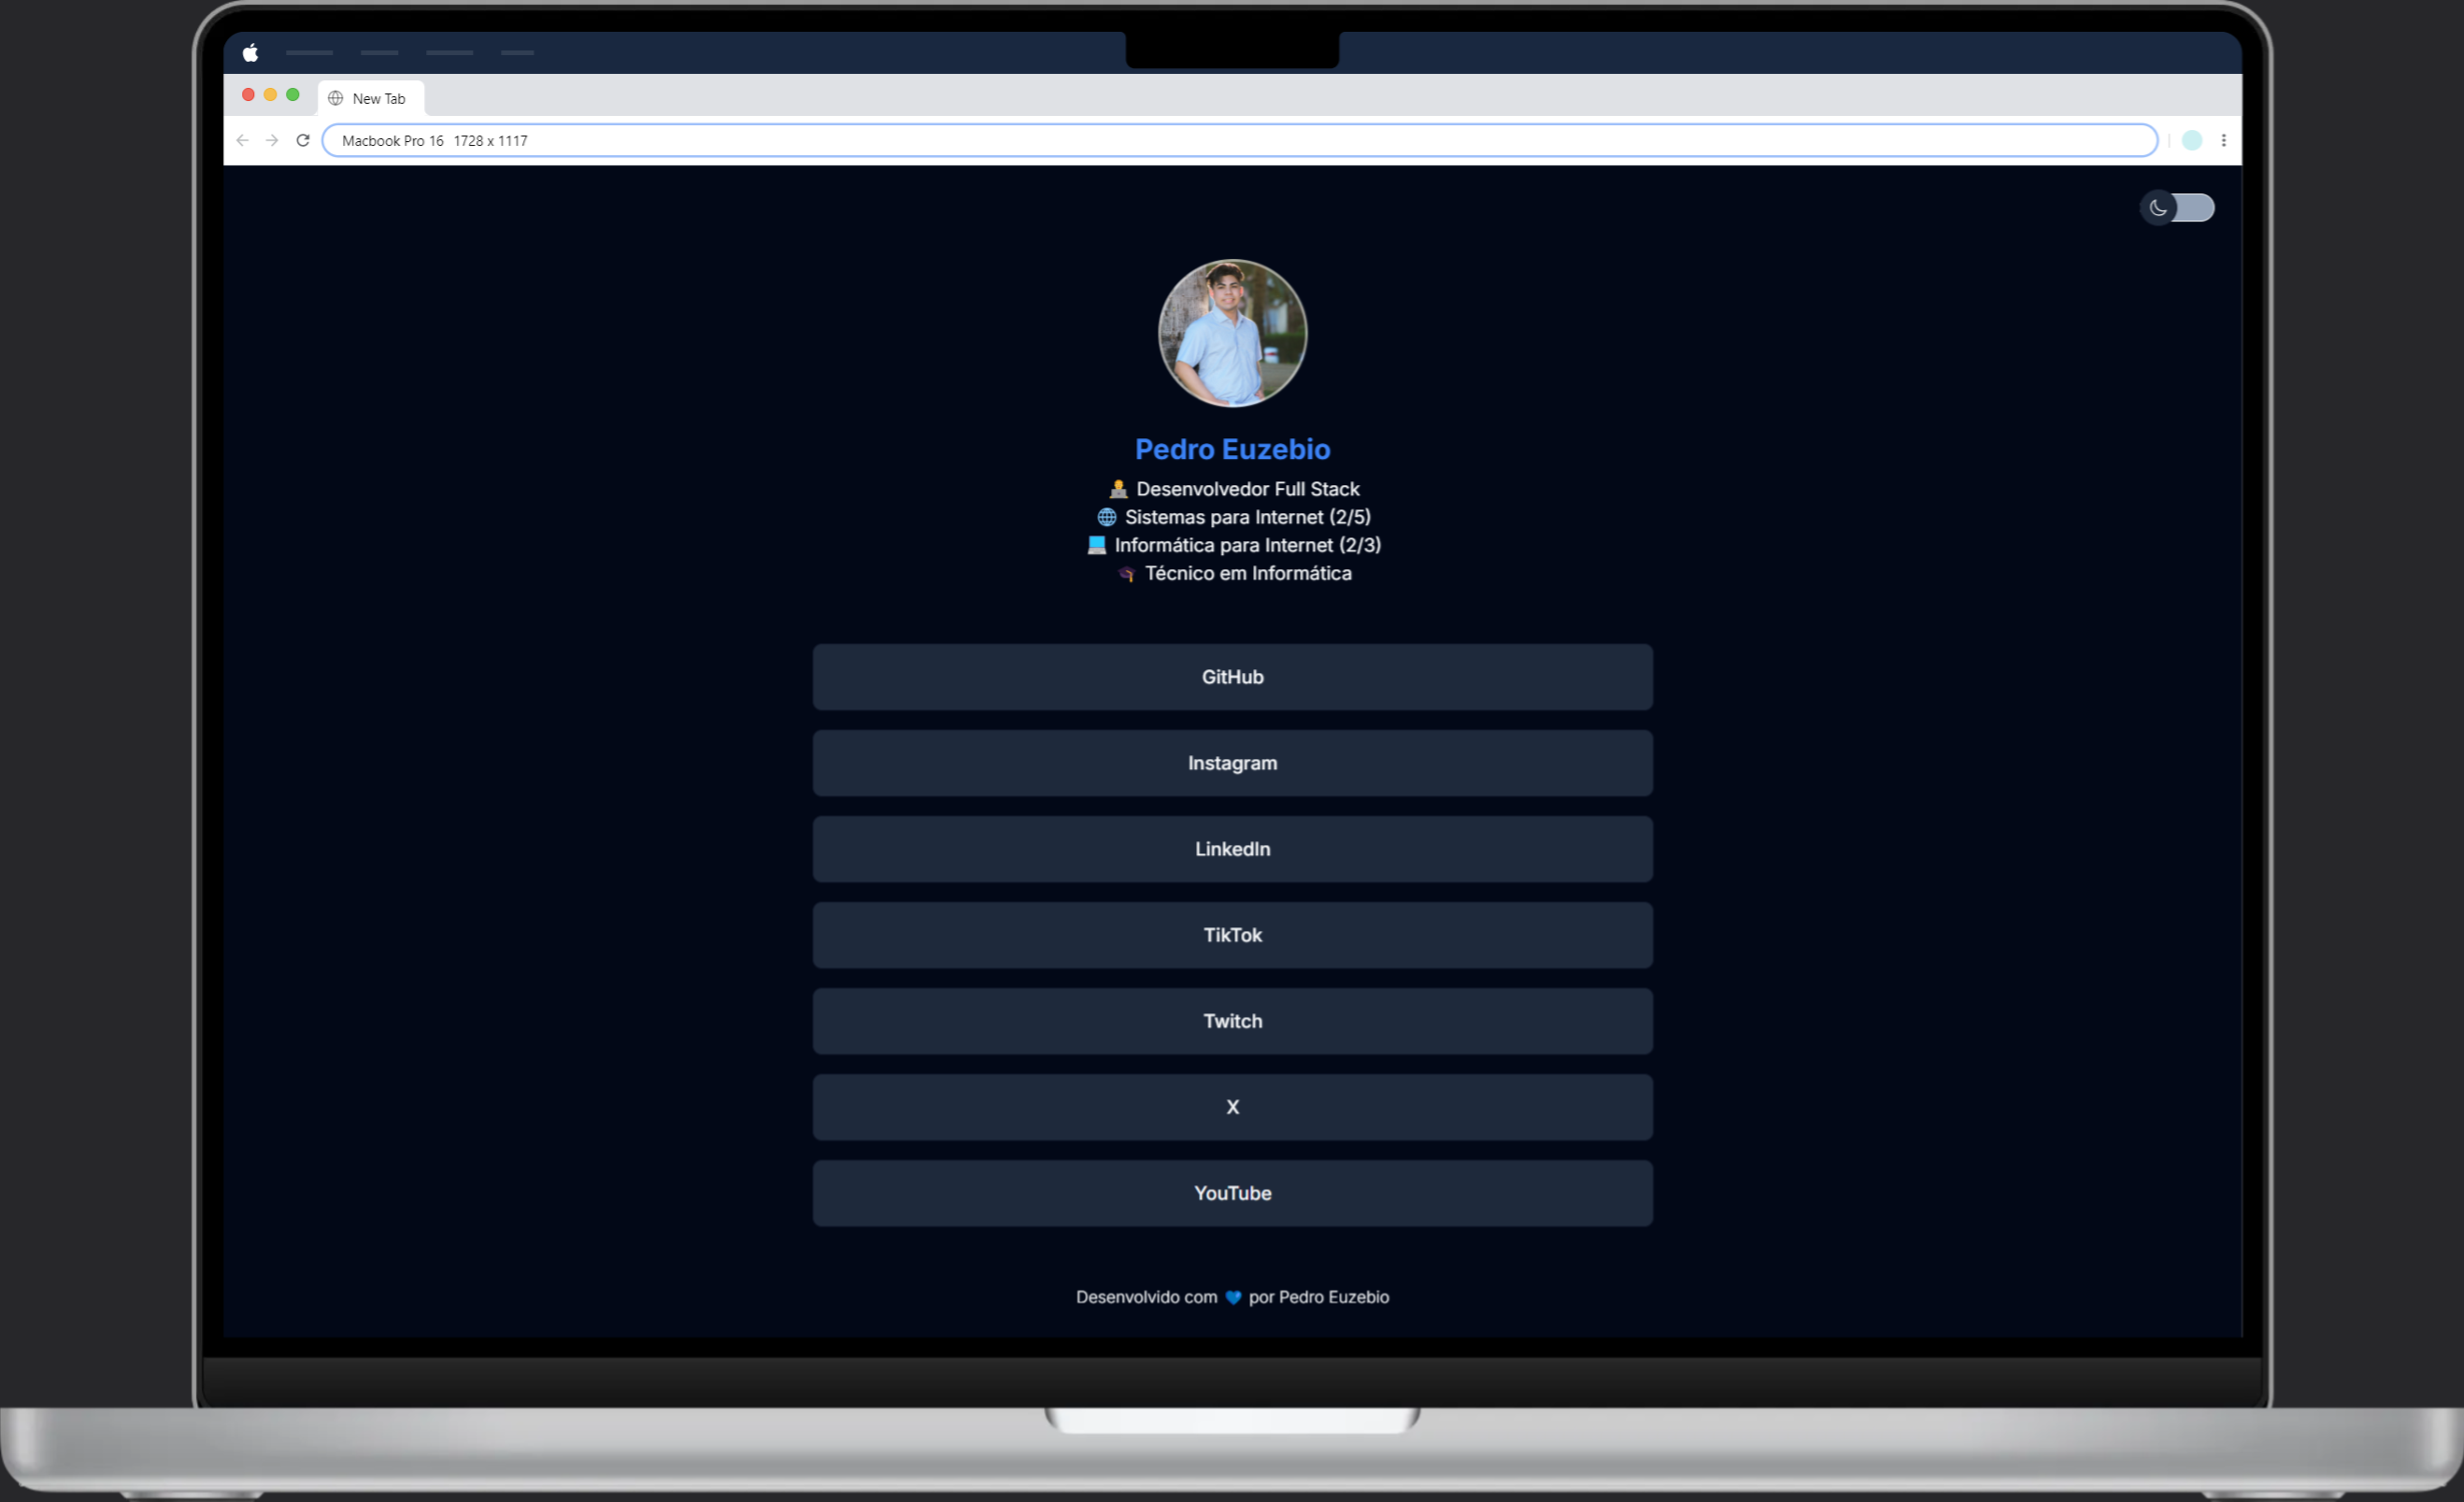 New Tab
Macbook Pro 16 1728 x 1117
Pedro Euzebio
👨‍💻 Desenvolvedor Full Stack
🌐 Sistemas para Internet (2/5)
💻 Informática para Internet (2/3)
🎓 Técnico em Informática
GitHub
Instagram
LinkedIn
TikTok
Twitch
X
YouTube
Desenvolvido com 💙 por Pedro Euzebio